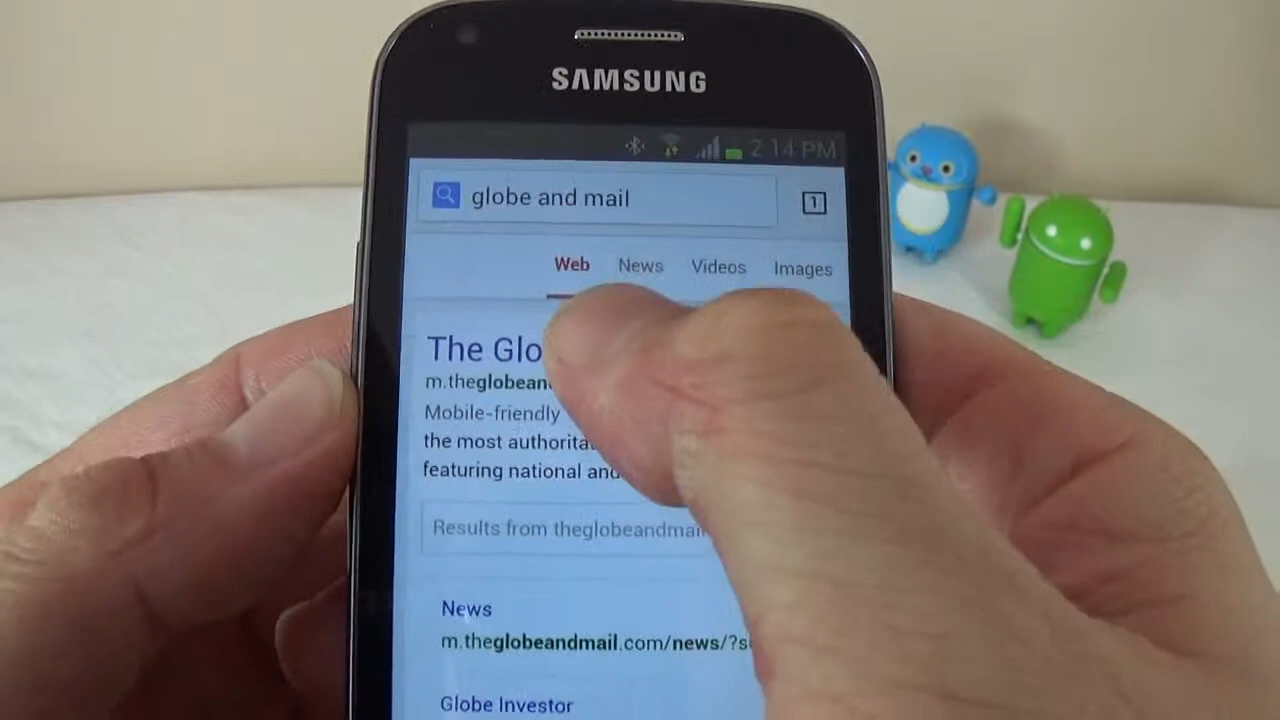 SAMSUNG
2:14 PM
globe and mail
1
Web News Videos Images
The Glo
m.theglobean
Mobile-friendly
the most authorita
featuring national and
Results from theglobeandmai
News
m.theglobeandmail.com/news/?s
Globe Investor